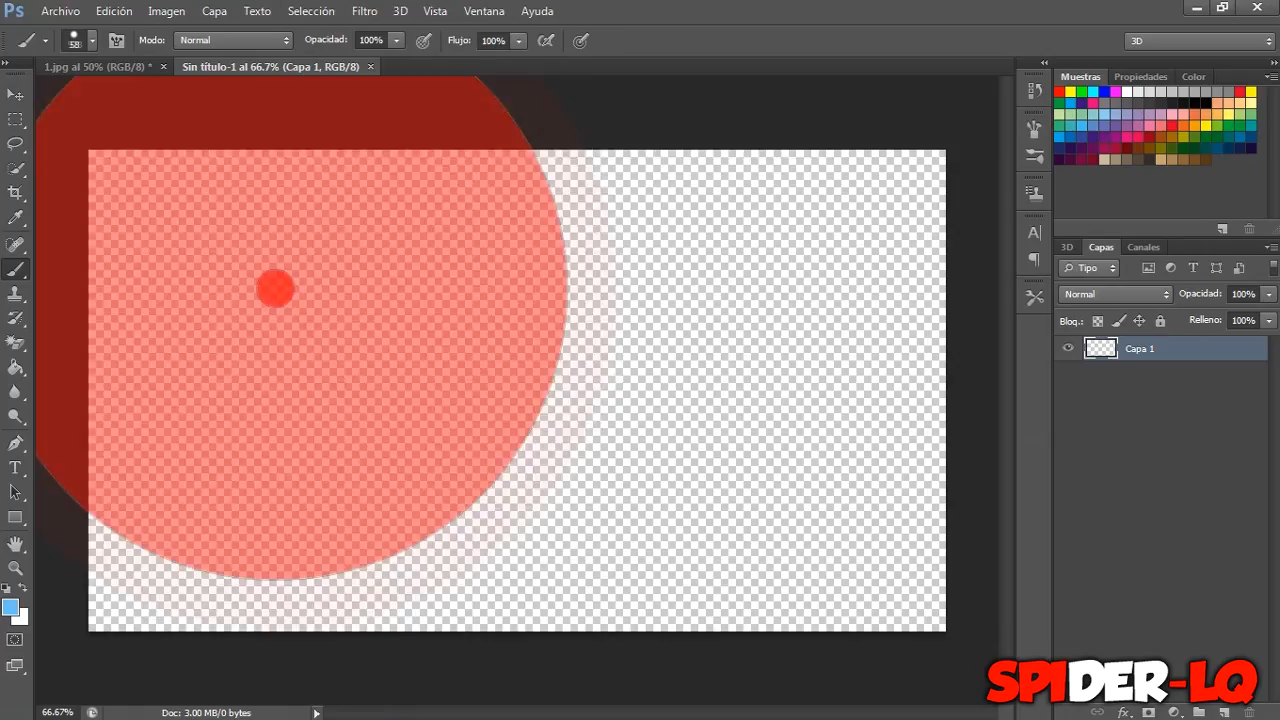 Ps Archivo Edición Imagen Capa Texto Selección Filtro 3D Vista Ventana Ayuda
58 Modo: Normal Opacidad: 100% Flujo: 100% 3D
1.jpg al 50% (RGB/8) * × Sin título-1 al 66.7% (Capa 1, RGB/8) ×
Muestras Propiedades Color
3D Capas Canales
Tipo
Normal Opacidad: 100%
Bloq.: Relleno: 100%
Capa 1
SPIDER-LQ
66.67% Doc: 3.00 MB/0 bytes